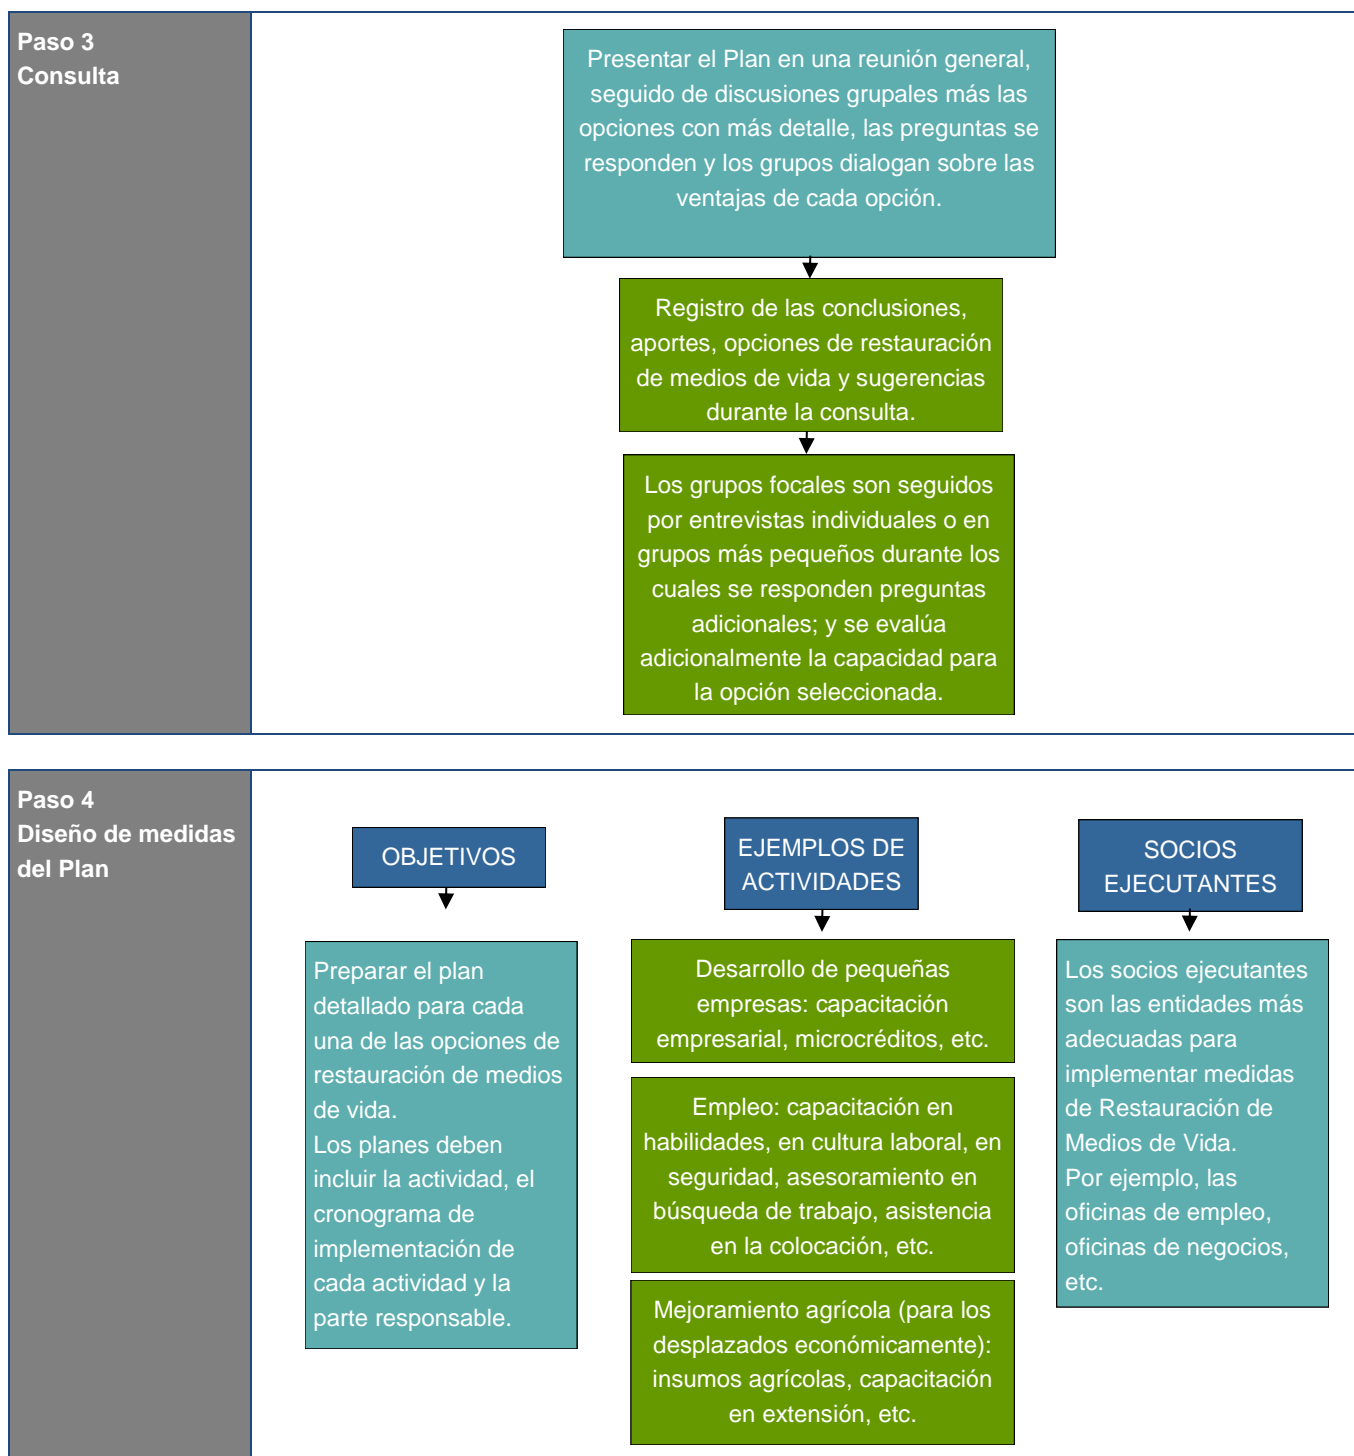 Paso 3
Consulta
Presentar el Plan en una reunión general,
seguido de discusiones grupales más las
opciones con más detalle, las preguntas se
responden y los grupos dialogan sobre las
ventajas de cada opción.
Registro de las conclusiones,
aportes, opciones de restauración
de medios de vida y sugerencias
durante la consulta.
Los grupos focales son seguidos
por entrevistas individuales o en
grupos más pequeños durante los
cuales se responden preguntas
adicionales; y se evalúa
adicionalmente la capacidad para
la opción seleccionada.
Paso 4
Diseño de medidas
del Plan
OBJETIVOS
Preparar el plan
detallado para cada
una de las opciones de
restauración de medios
de vida.
Los planes deben
incluir la actividad, el
cronograma de
implementación de
cada actividad y la
parte responsable.
EJEMPLOS DE
ACTIVIDADES
Desarrollo de pequeñas
empresas: capacitación
empresarial, microcréditos, etc.
Empleo: capacitación en
habilidades, en cultura laboral, en
seguridad, asesoramiento en
búsqueda de trabajo, asistencia
en la colocación, etc.
Mejoramiento agrícola (para los
desplazados económicamente):
insumos agrícolas, capacitación
en extensión, etc.
SOCIOS
EJECUTANTES
Los socios ejecutantes
son las entidades más
adecuadas para
implementar medidas
de Restauración de
Medios de Vida.
Por ejemplo, las
oficinas de empleo,
oficinas de negocios,
etc.